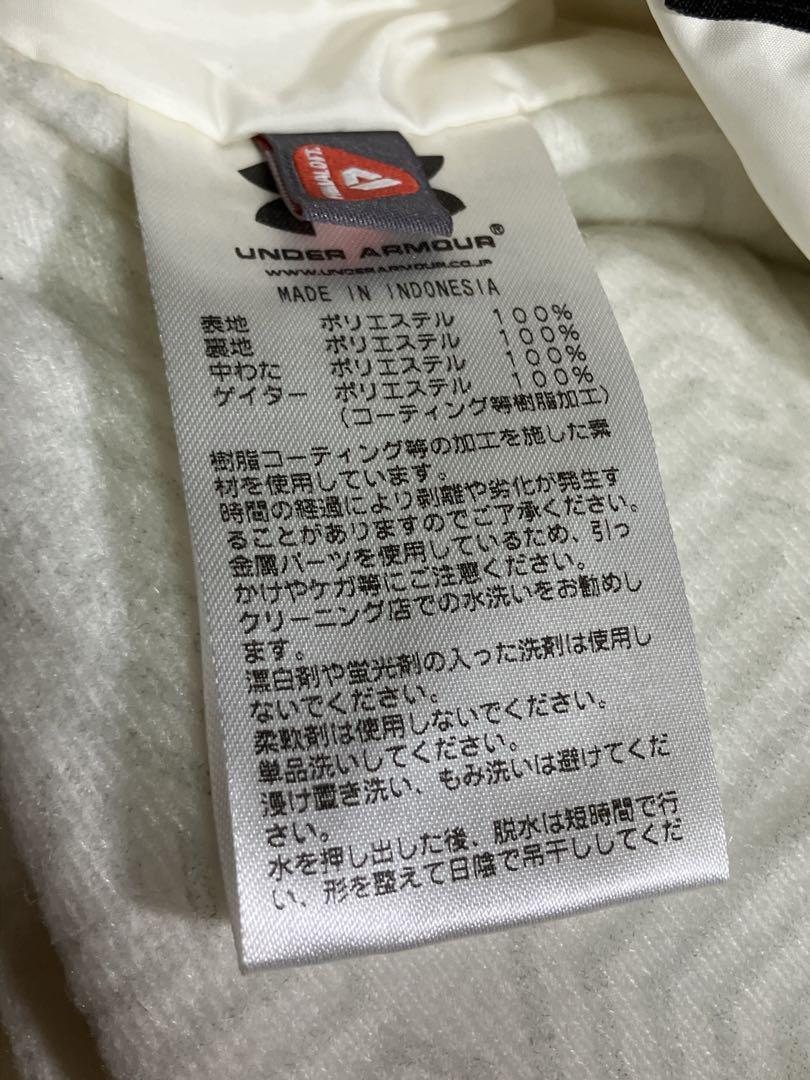 UNDER ARMOUR®
WWW.UNDERARMOUR.CO.JP
MADE IN INDONESIA
表地 ポリエステル 100%
裏地 ポリエステル 100%
中わた ポリエステル 100%
ゲイター ポリエステル 100%
(コーティング等樹脂加工)
樹脂コーティング等の加工を施した素
材を使用しています。
時間の経過により剥離や劣化が発生す
ることがありますのでご了承ください。
金属パーツを使用しているため、引っ
かけやケガ等にご注意ください。
クリーニング店での水洗いをお勧めし
ます。
漂白剤や蛍光剤の入った洗剤は使用し
ないでください。
柔軟剤は使用しないでください。
単品洗いしてください。
浸け置き洗い、もみ洗いは避けてくだ
さい。
水を押し出した後、脱水は短時間で行
い、形を整えて日陰で吊干ししてくだ